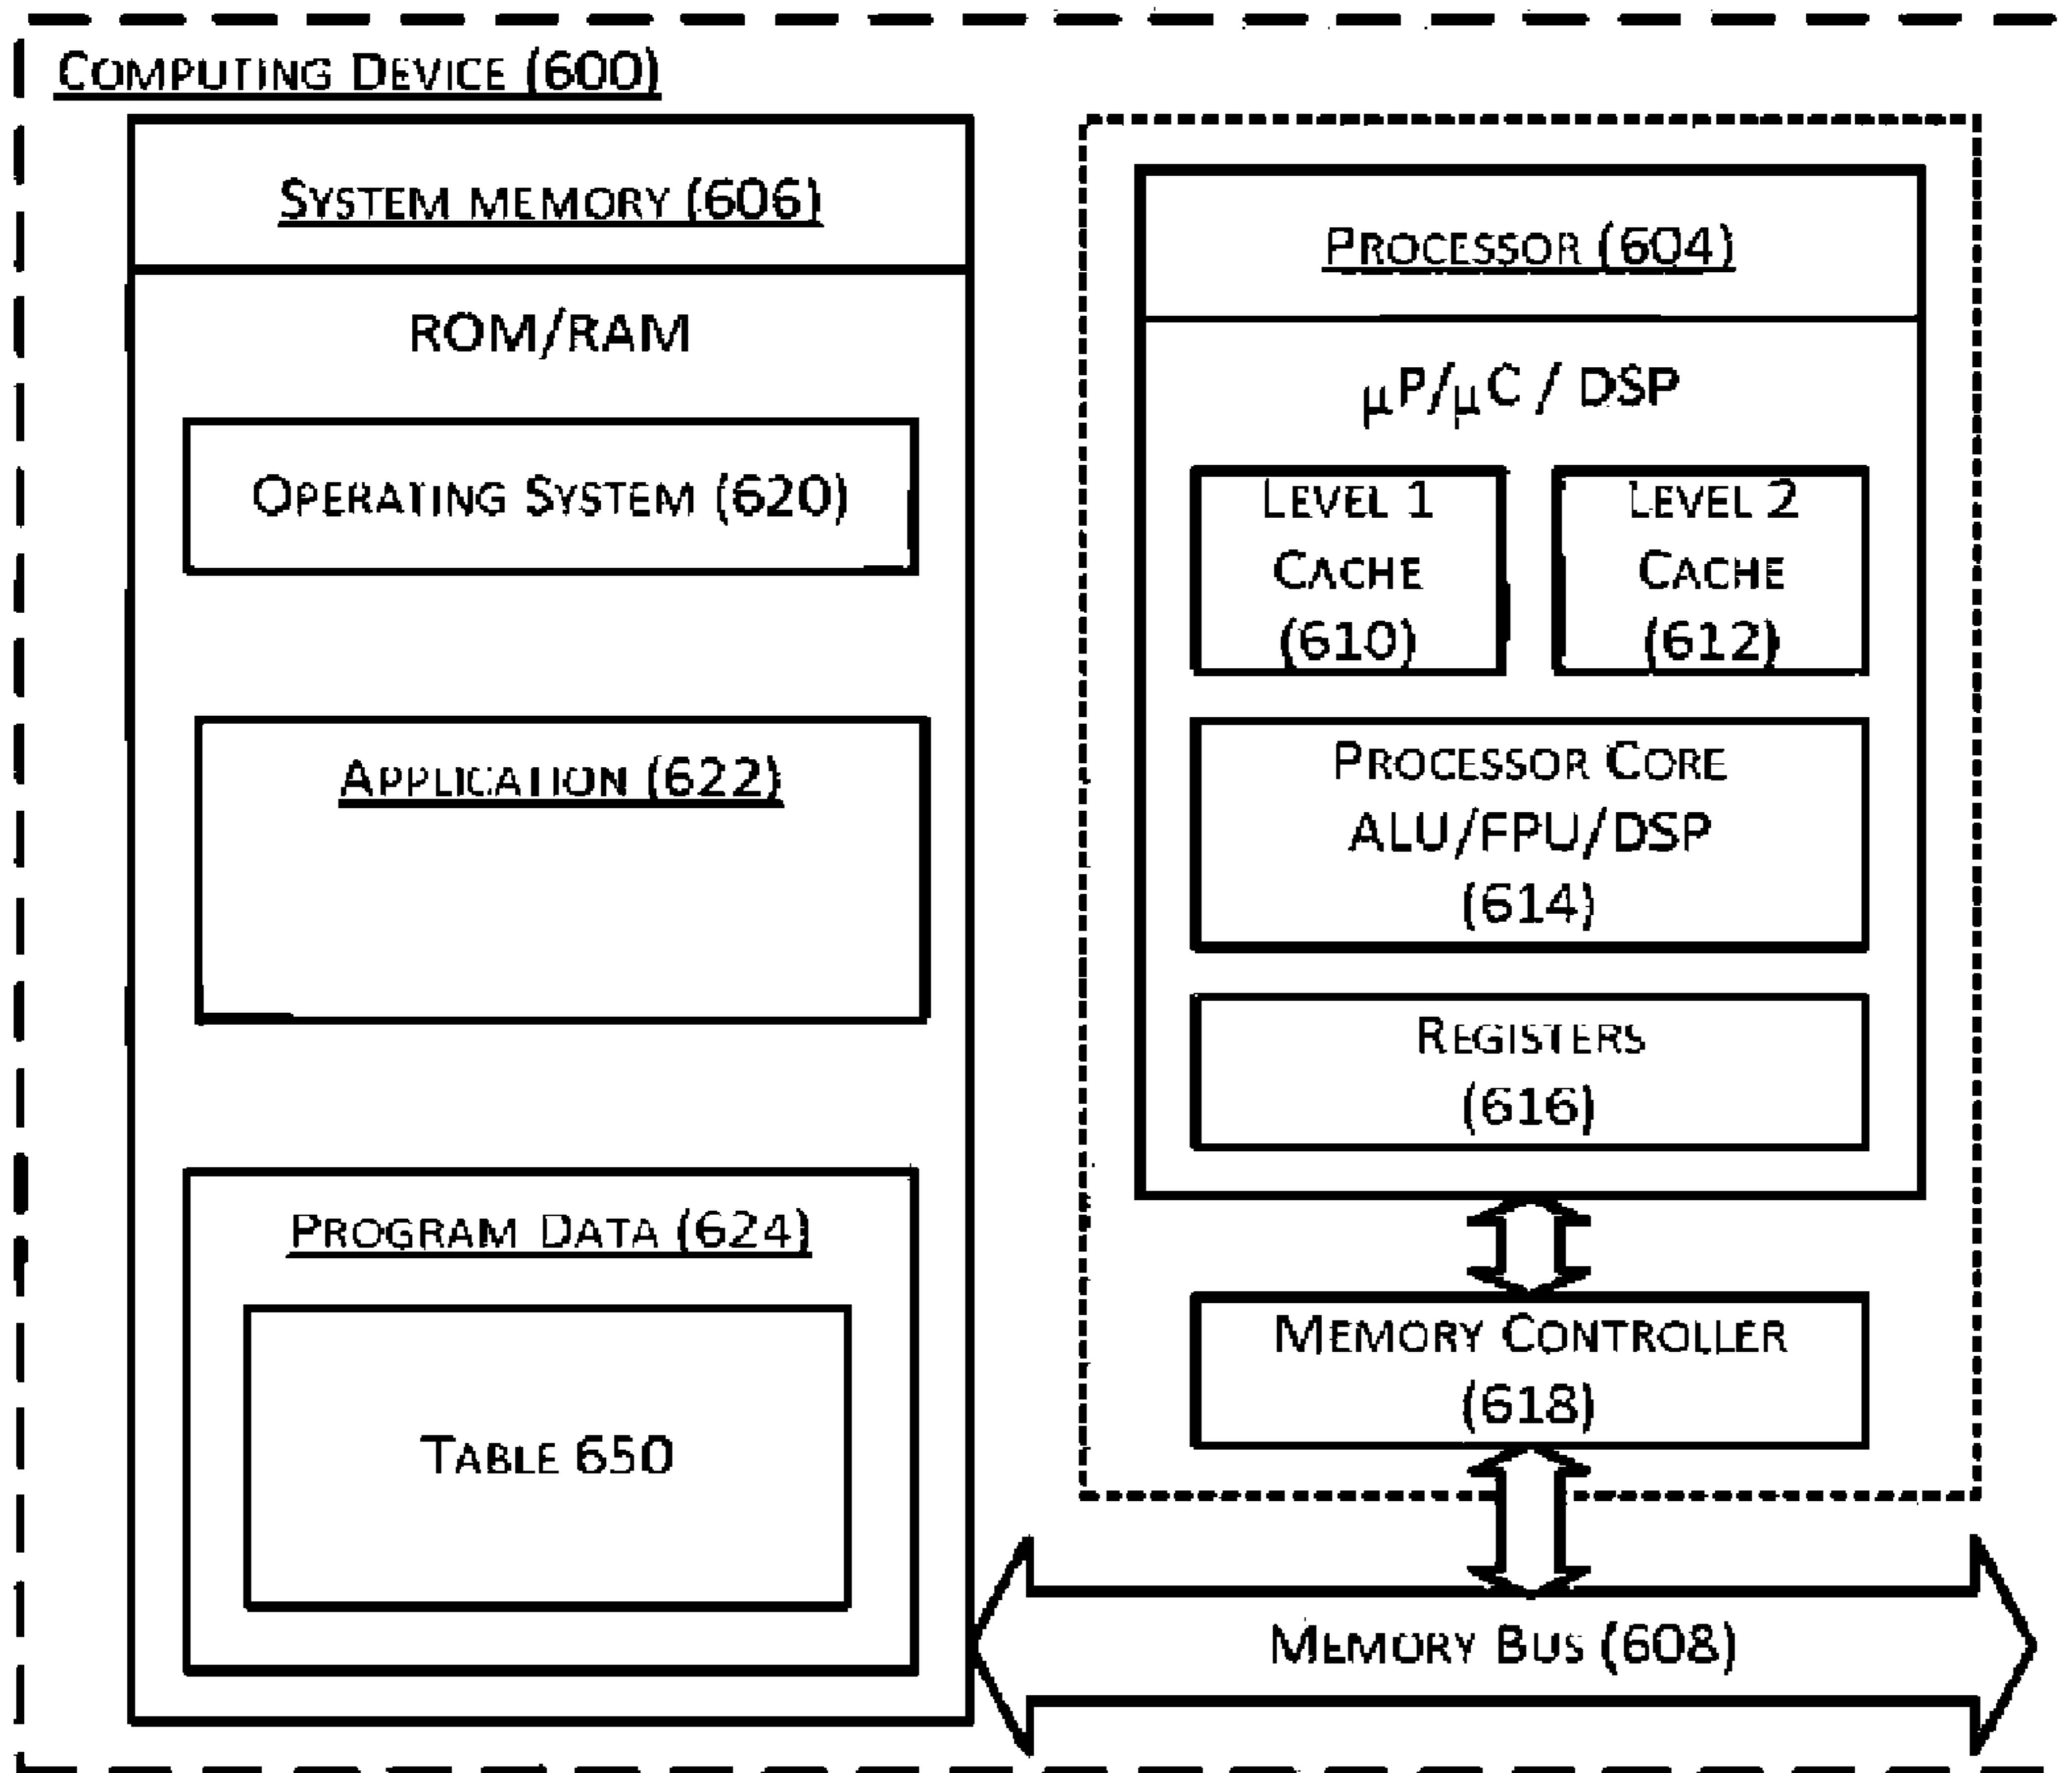 COMPUTING DEVICE (600)
SYSTEM MEMORY (606)
ROM/RAM
OPERATING SYSTEM (620)
APPLICATION (622)
PROGRAM DATA (624)
TABLE 650
PROCESSOR (604)
µP/µC / DSP
LEVEL 1
CACHE
(610)
LEVEL 2
CACHE
(612)
PROCESSOR CORE
ALU/FPU/DSP
(614)
REGISTERS
(616)
MEMORY CONTROLLER
(618)
MEMORY BUS (608)